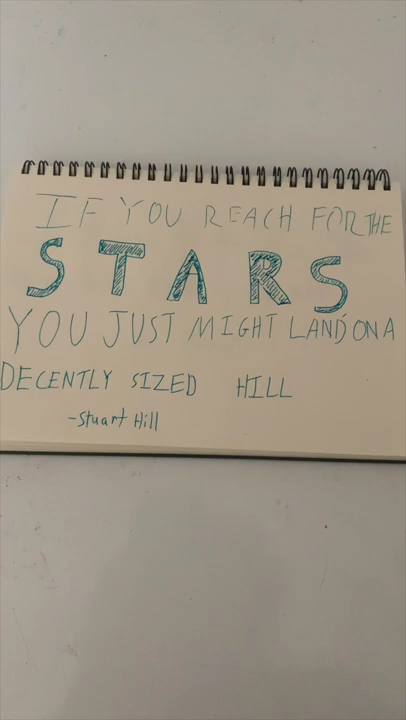 IF YOU REACH FOR THE
STARS
YOU JUST MIGHT LAND ON A
DECENTLY SIZED HILL
-Stuart Hill